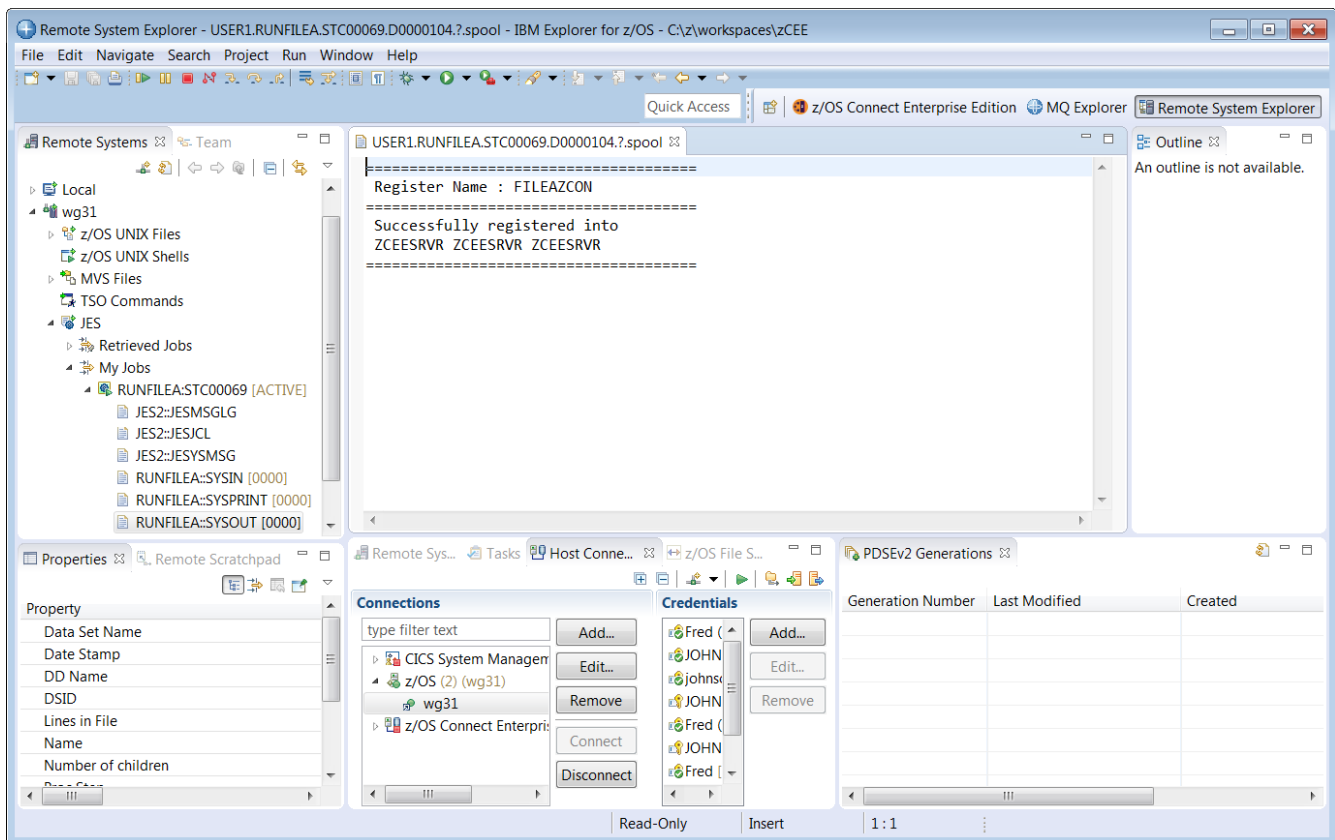 Remote System Explorer - USER1.RUNFILEA.STC00069.D0000104.?.spool - IBM Explorer for z/OS - C:\z\workspaces\zCEE
File Edit Navigate Search Project Run Window Help
Quick Access
z/OS Connect Enterprise Edition
MQ Explorer
Remote System Explorer
Remote Systems
Team
Local
wg31
z/OS UNIX Files
z/OS UNIX Shells
MVS Files
TSO Commands
JES
Retrieved Jobs
My Jobs
RUNFILEA:STC00069 [ACTIVE]
JES2::JESMSGLG
JES2::JESJCL
JES2::JESYSMSG
RUNFILEA::SYSIN [0000]
RUNFILEA::SYSPRINT [0000]
RUNFILEA::SYSOUT [0000]
USER1.RUNFILEA.STC00069.D0000104.?.spool
======================================
Register Name : FILEAZCON
======================================
Successfully registered into
ZCEESRVR ZCEESRVR ZCEESRVR
======================================
Outline
An outline is not available.
Properties
Remote Scratchpad
Property
Data Set Name
Date Stamp
DD Name
DSID
Lines in File
Name
Number of children
Remote Sys...
Tasks
Host Conne...
z/OS File S...
Connections
type filter text
CICS System Managem
z/OS (2) (wg31)
wg31
z/OS Connect Enterpris
Add...
Edit...
Remove
Connect
Disconnect
Credentials
Fred (
JOHN
johnso
JOHN
Fred (
JOHN
Fred [
Add...
Edit...
Remove
PDSEv2 Generations
Generation Number
Last Modified
Created
Read-Only
Insert
1 : 1